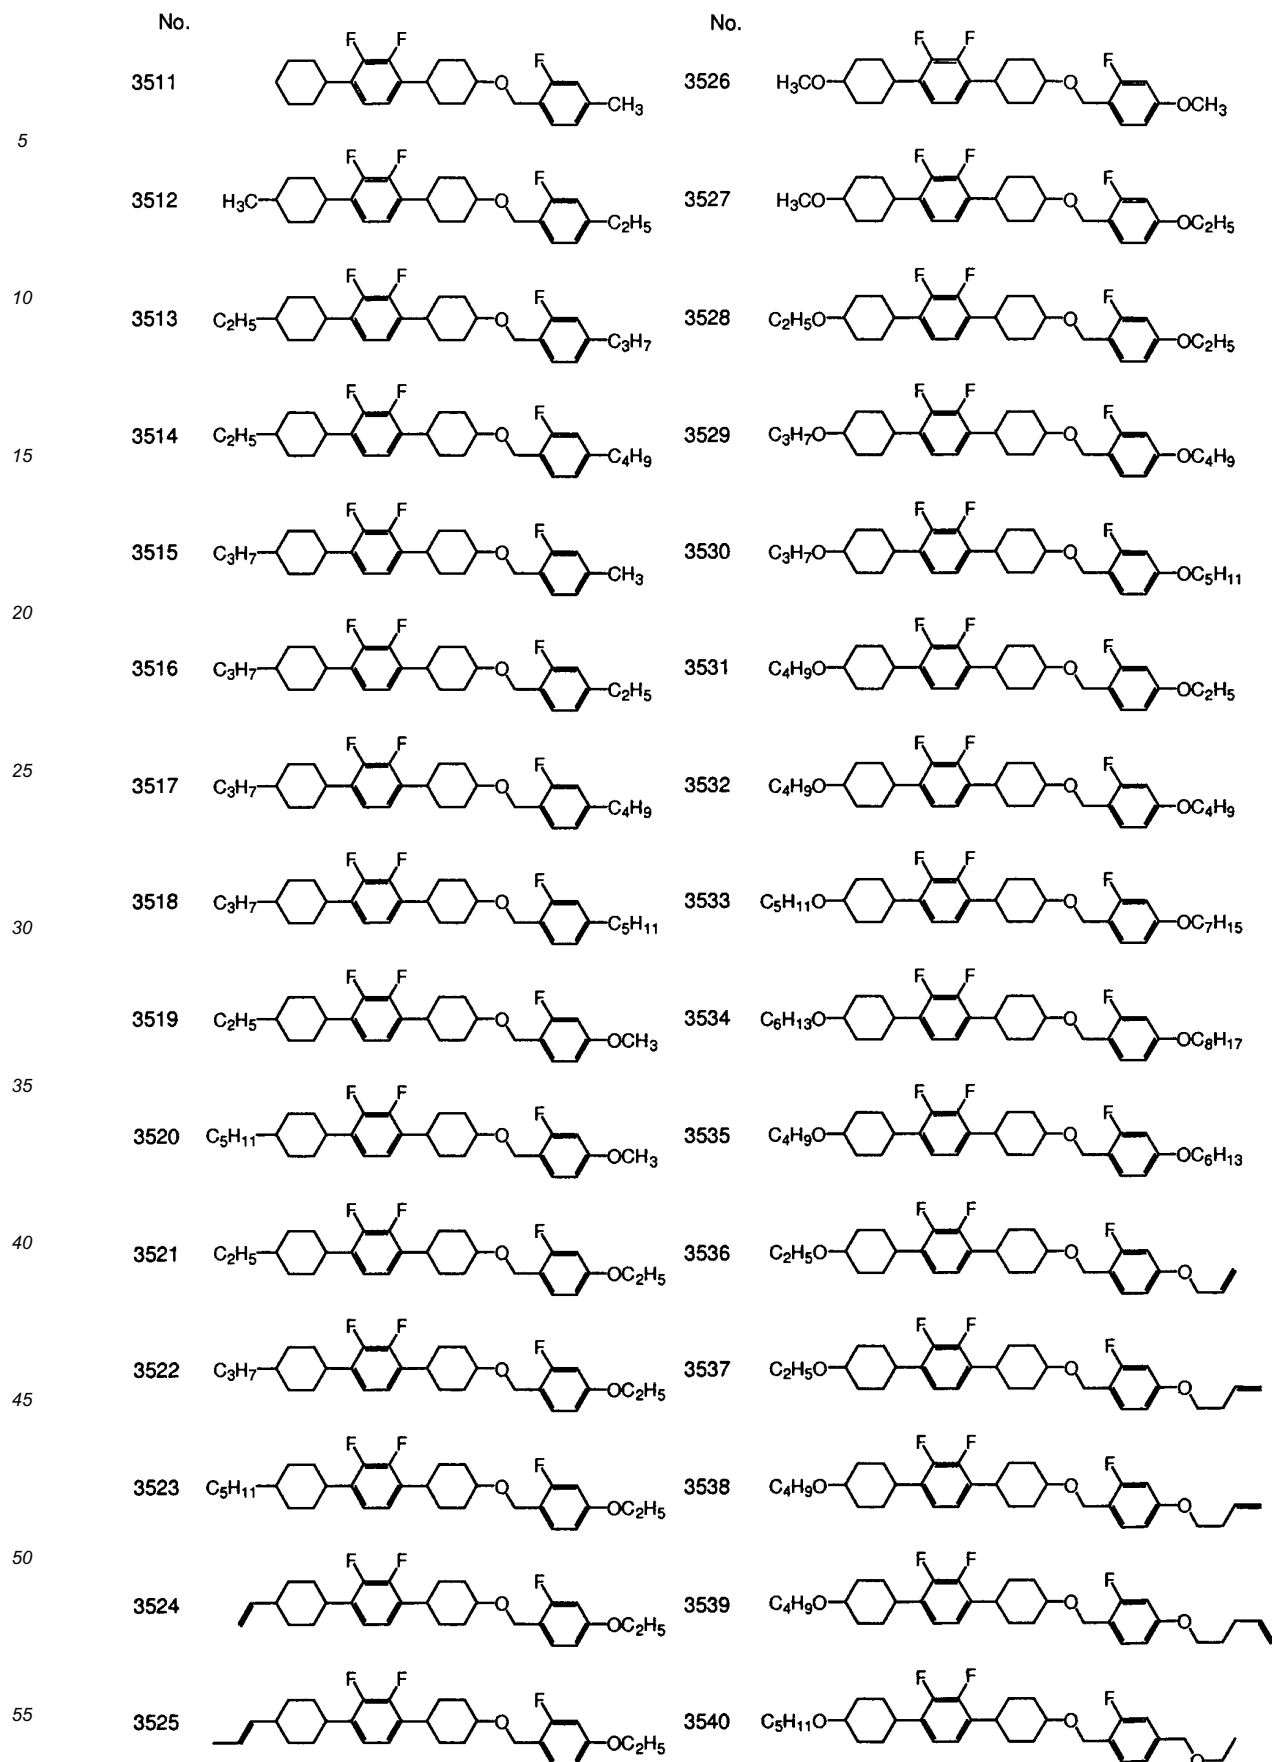 No. No.
F F F F F F
3511 O CH3 3526 H3CO O OCH3
5
F F F F F F
3512 H3C O C2H5 3527 H3CO O OC2H5
10
F F F F F F
3513 C2H5 O C3H7 3528 C2H5O O OC2H5
F F F F F F
3514 C2H5 O C4H9 3529 C3H7O O OC4H9
15
F F F F F F
3515 C3H7 O CH3 3530 C3H7O O OC5H11
20
F F F F F F
3516 C3H7 O C2H5 3531 C4H9O O OC2H5
25
F F F F F F
3517 C3H7 O C4H9 3532 C4H9O O OC4H9
F F F F F F
3518 C3H7 O C5H11 3533 C5H11O O OC7H15
30
F F F F F F
3519 C2H5 O OCH3 3534 C6H13O O OC8H17
35
F F F F F F
3520 C5H11 O OCH3 3535 C4H9O O OC6H13
40
F F F F F F
3521 C2H5 O OC2H5 3536 C2H5O O O
F F F F F F
3522 C3H7 O OC2H5 3537 C2H5O O O
45
F F F F F F
3523 C5H11 O OC2H5 3538 C4H9O O O
50
F F F F F F
3524 O OC2H5 3539 C4H9O O O
F F F F F F
55 3525 O OC2H5 3540 C5H11O O O